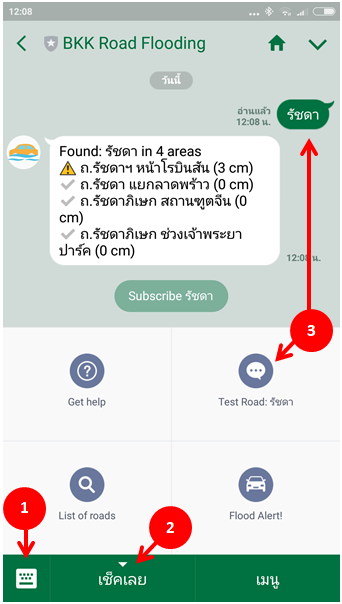 12:08
BKK Road Flooding
วันนี้
อ่านแล้ว
12:08 น.
รัชดา
Found: รัชดา in 4 areas
⚠ ถ.รัชดาฯ หน้าโรบินสัน (3 cm)
✓ ถ.รัชดา แยกลาดพร้าว (0 cm)
✓ ถ.รัชดาภิเษก สถานฑูตจีน (0
cm)
✓ ถ.รัชดาภิเษก ช่วงเจ้าพระยา
ปาร์ค (0 cm)
12:08 น.
Subscribe รัชดา
3
Get help
Test Road: รัชดา
1
2
List of roads
Flood Alert!
เช็คเลย
เมนู